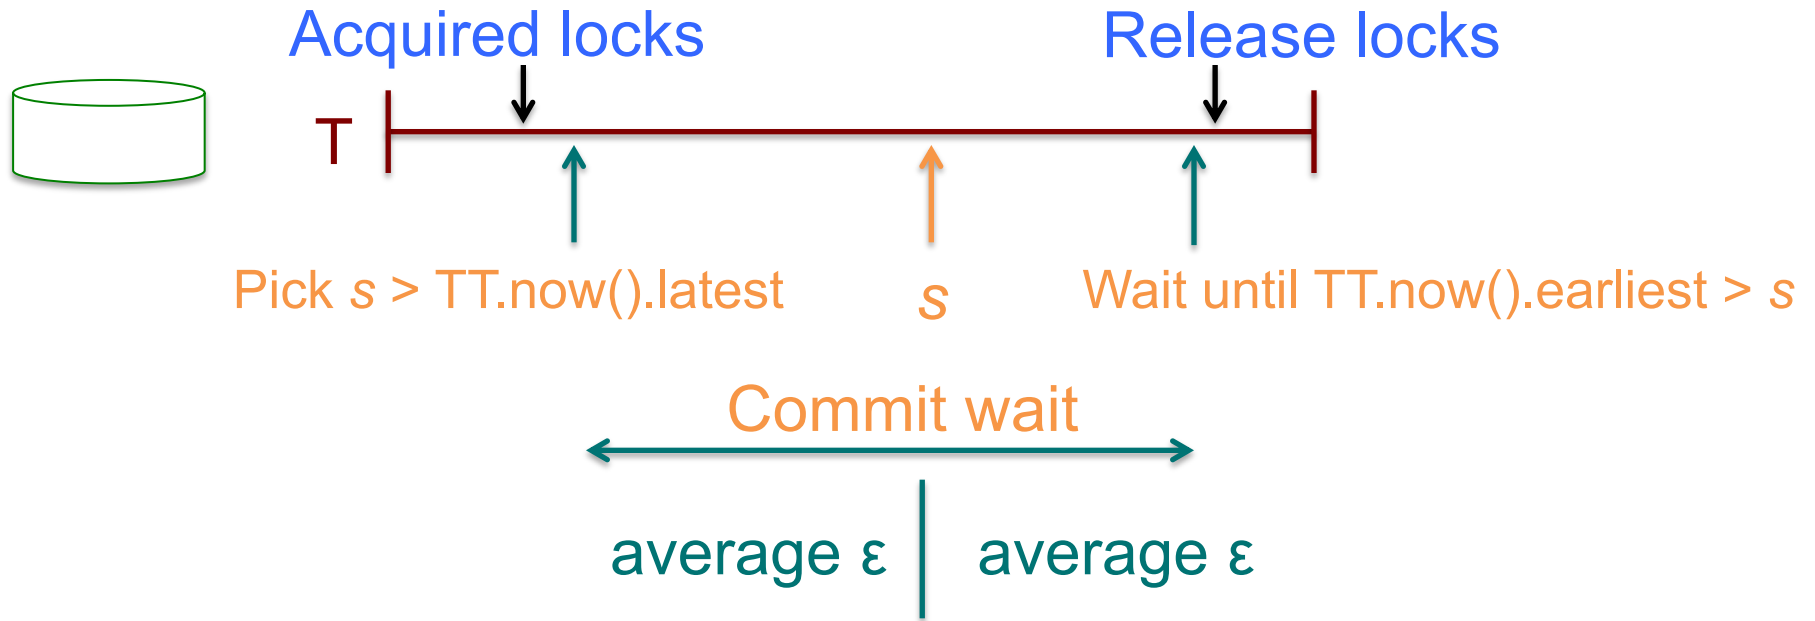 Acquired locks
Release locks
T
Pick s > TT.now().latest
s
Wait until TT.now().earliest > s
Commit wait
average ε
average ε